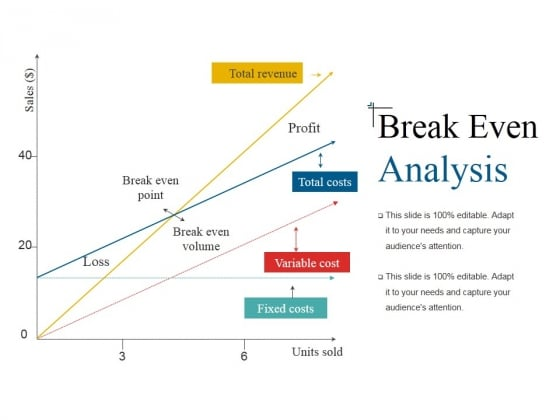 Sales ($)
40
20
0
3
6
Units sold
Total revenue
Profit
Total costs
Break even
point
Break even
volume
Loss
Variable cost
Fixed costs
Break Even
Analysis
This slide is 100% editable. Adapt
it to your needs and capture your
audience's attention.
This slide is 100% editable. Adapt
it to your needs and capture your
audience's attention.